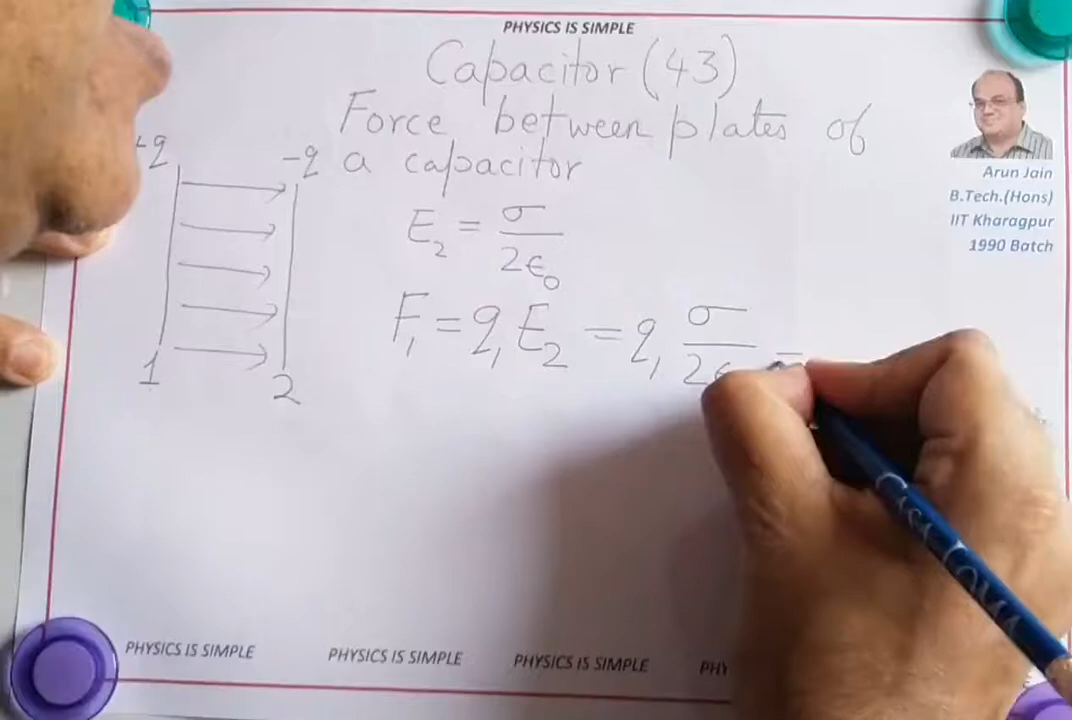 PHYSICS IS SIMPLE
Capacitor (43)
Force between plates of
a capacitor
+q
-q
E₂ = σ / 2ϵ₀
F₁ = q₁E₂ = q₁ σ / 2ϵ =
1
2
Arun Jain
B.Tech.(Hons)
IIT Kharagpur
1990 Batch
PHYSICS IS SIMPLE PHYSICS IS SIMPLE PHYSICS IS SIMPLE